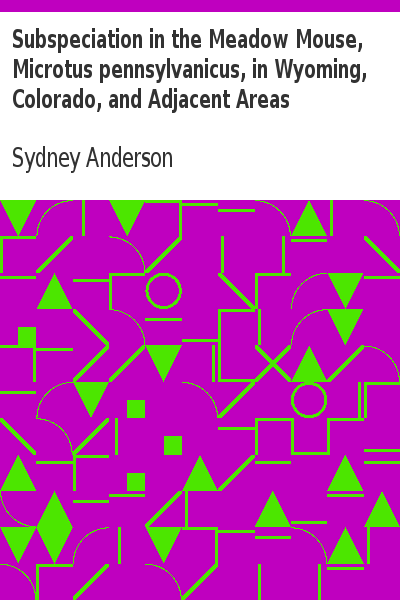 Subspeciation in the Meadow Mouse,
Microtus pennsylvanicus, in Wyoming,
Colorado, and Adjacent Areas
Sydney Anderson